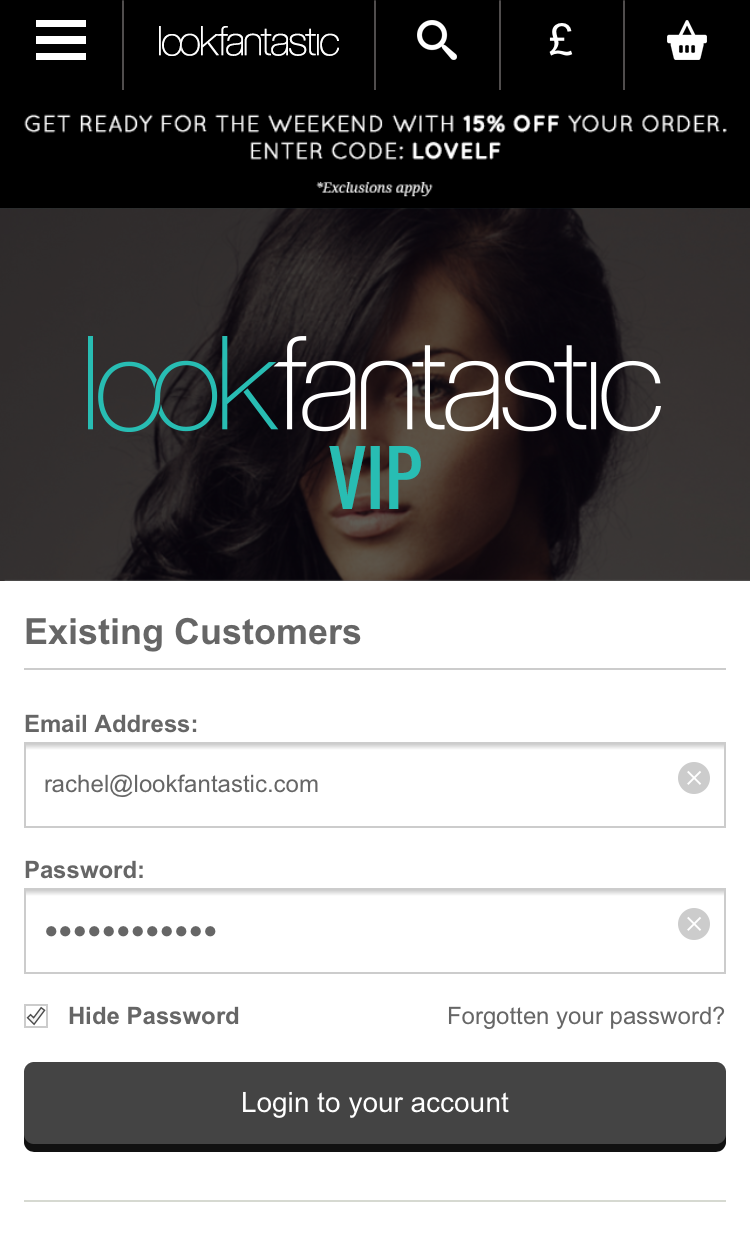 lookfantastic
£
GET READY FOR THE WEEKEND WITH 15% OFF YOUR ORDER.
ENTER CODE: LOVELF
*Exclusions apply
lookfantastic
VIP
Existing Customers
Email Address:
rachel@lookfantastic.com
Password:
••••••••••••
Hide Password
Forgotten your password?
Login to your account